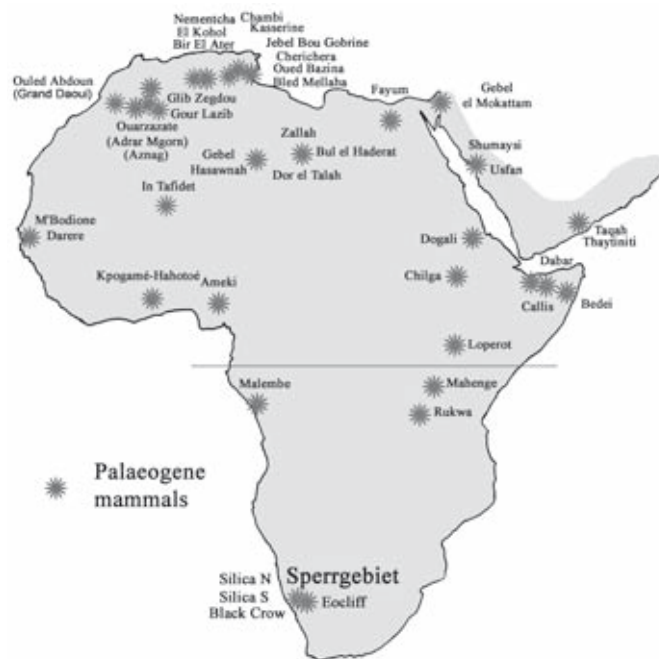 Nementcha
El Kohol
Bir El Ater
Chambi
Kasserine
Jebel Bou Gobrine
Cherichera
Oued Bazina
Bled Mellaha
Ouled Abdoun
(Grand Daoui)
Glib Zegdou
Gour Lazib
Ouarzazate
(Adrar Mgorn)
(Aznag)
Fayum
Gebel
el Mokattam
Zallah
Bul el Haderat
Gebel
Hasawnah
Dor el Talah
Shumaysi
Usfan
In Tafidet
M'Bodione
Darere
Dogali
Taqah
Thaytiniti
Dabar
Kpogamé-Hahotoé
Ameki
Chilga
Callis
Bedei
Loperot
Malembe
Mahenge
Rukwa
Palaeogene
mammals
Sperrgebiet
Silica N
Silica S
Black Crow
Eocliff